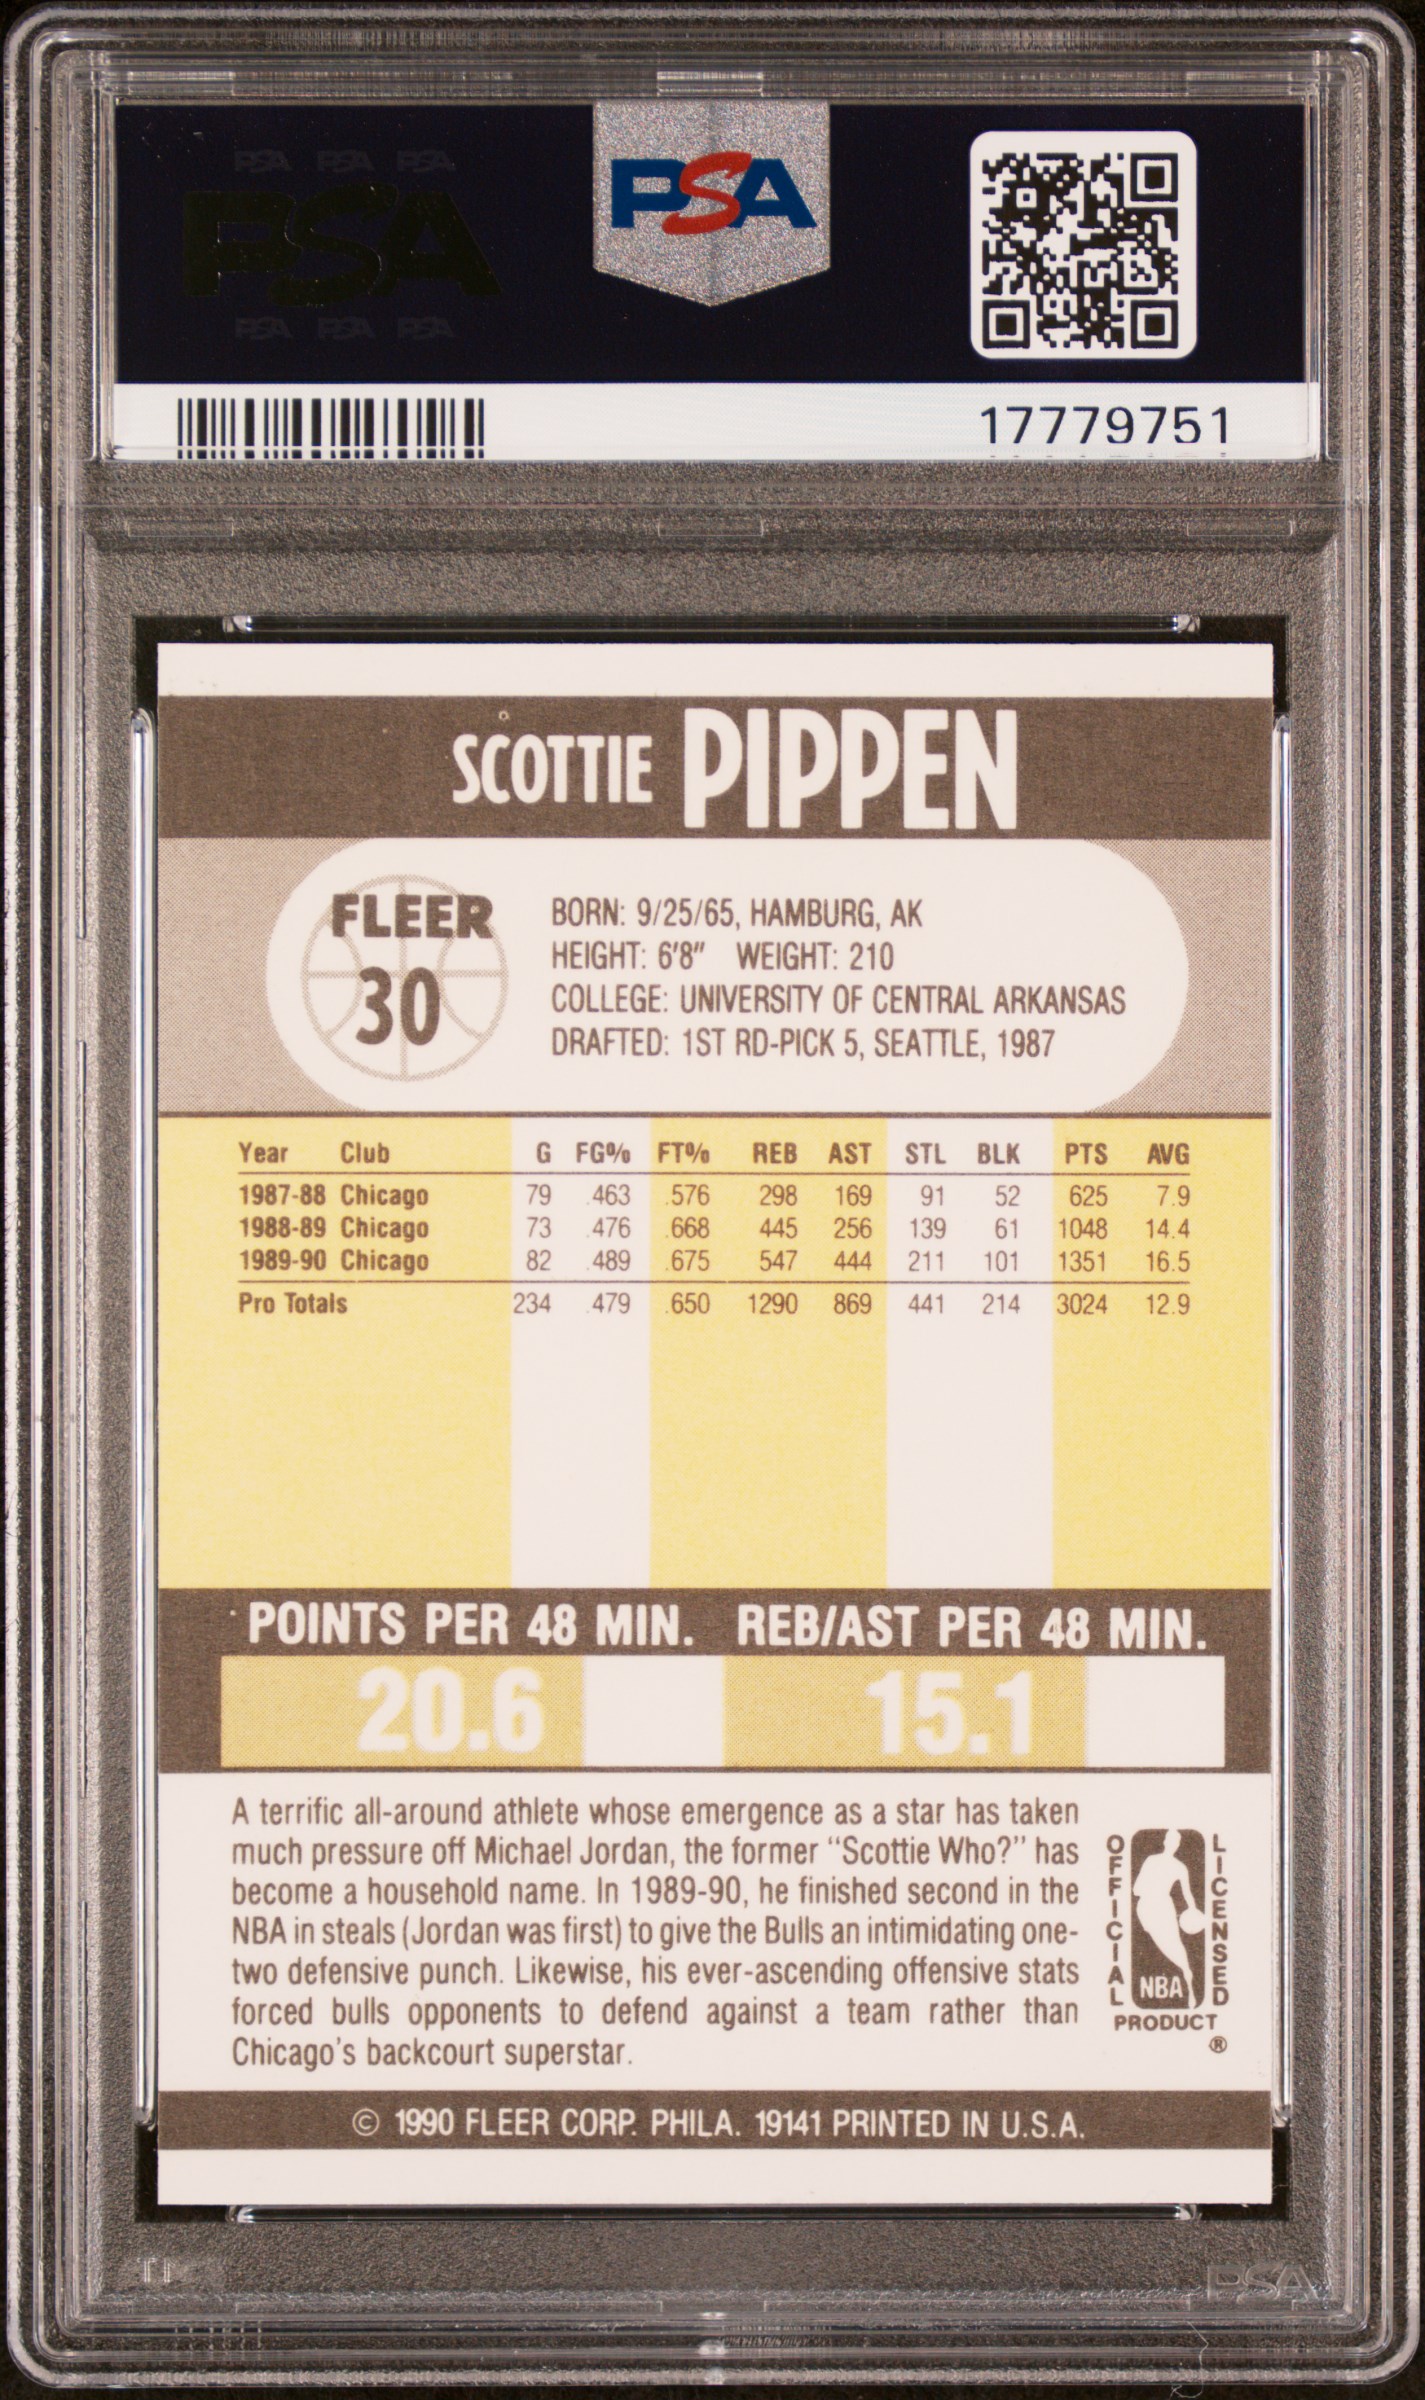 PSA PSA PSA
PSA
PSA PSA PSA
PSA
17779751
SCOTTIE PIPPEN
FLEER
30
BORN: 9/25/65, HAMBURG, AK
HEIGHT: 6'8" WEIGHT: 210
COLLEGE: UNIVERSITY OF CENTRAL ARKANSAS
DRAFTED: 1ST RD-PICK 5, SEATTLE, 1987
Year Club G FG% FT% REB AST STL BLK PTS AVG
1987-88 Chicago 79 .463 .576 298 169 91 52 625 7.9
1988-89 Chicago 73 .476 .668 445 256 139 61 1048 14.4
1989-90 Chicago 82 .489 .675 547 444 211 101 1351 16.5
Pro Totals 234 .479 .650 1290 869 441 214 3024 12.9
POINTS PER 48 MIN. REB/AST PER 48 MIN.
20.6 15.1
A terrific all-around athlete whose emergence as a star has taken
much pressure off Michael Jordan, the former "Scottie Who?" has
become a household name. In 1989-90, he finished second in the
NBA in steals (Jordan was first) to give the Bulls an intimidating one-
two defensive punch. Likewise, his ever-ascending offensive stats
forced bulls opponents to defend against a team rather than
Chicago's backcourt superstar.
OFFICIAL
LICENSED
NBA
PRODUCT
®
© 1990 FLEER CORP. PHILA. 19141 PRINTED IN U.S.A.
PSA